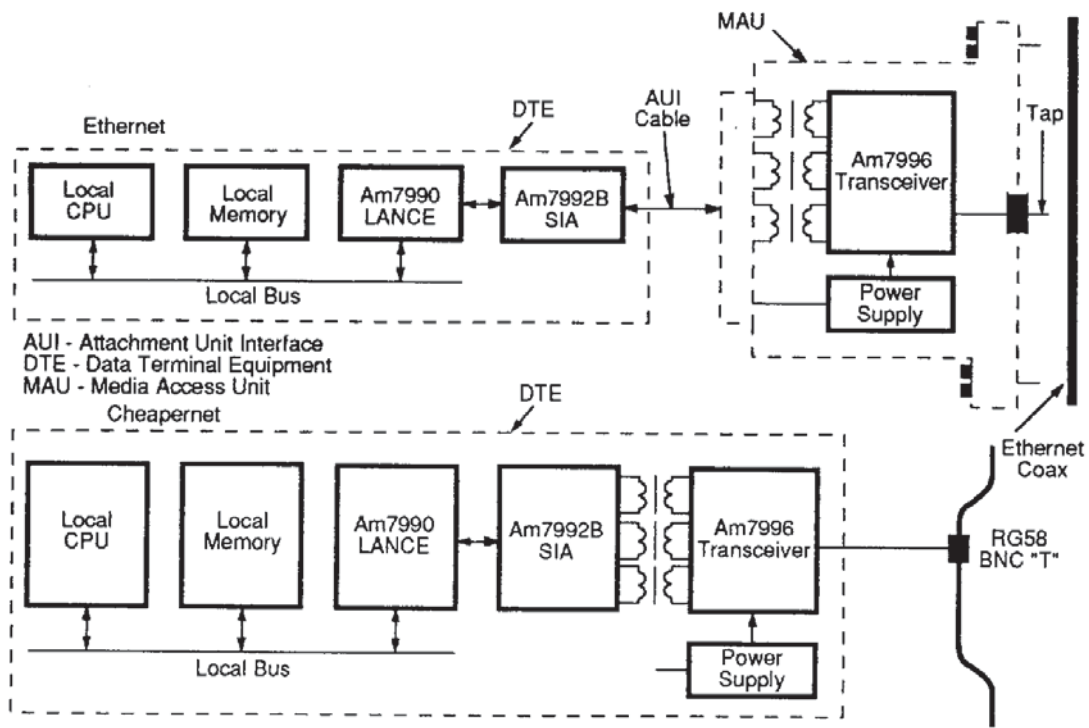 MAU
Ethernet
DTE
AUI
Cable
Tap
Local
CPU
Local
Memory
Am7990
LANCE
Am7992B
SIA
Am7996
Transceiver
Local Bus
Power
Supply
AUI - Attachment Unit Interface
DTE - Data Terminal Equipment
MAU - Media Access Unit
Ethernet
Coax
Cheapernet
DTE
Local
CPU
Local
Memory
Am7990
LANCE
Am7992B
SIA
Am7996
Transceiver
RG58
BNC "T"
Local Bus
Power
Supply